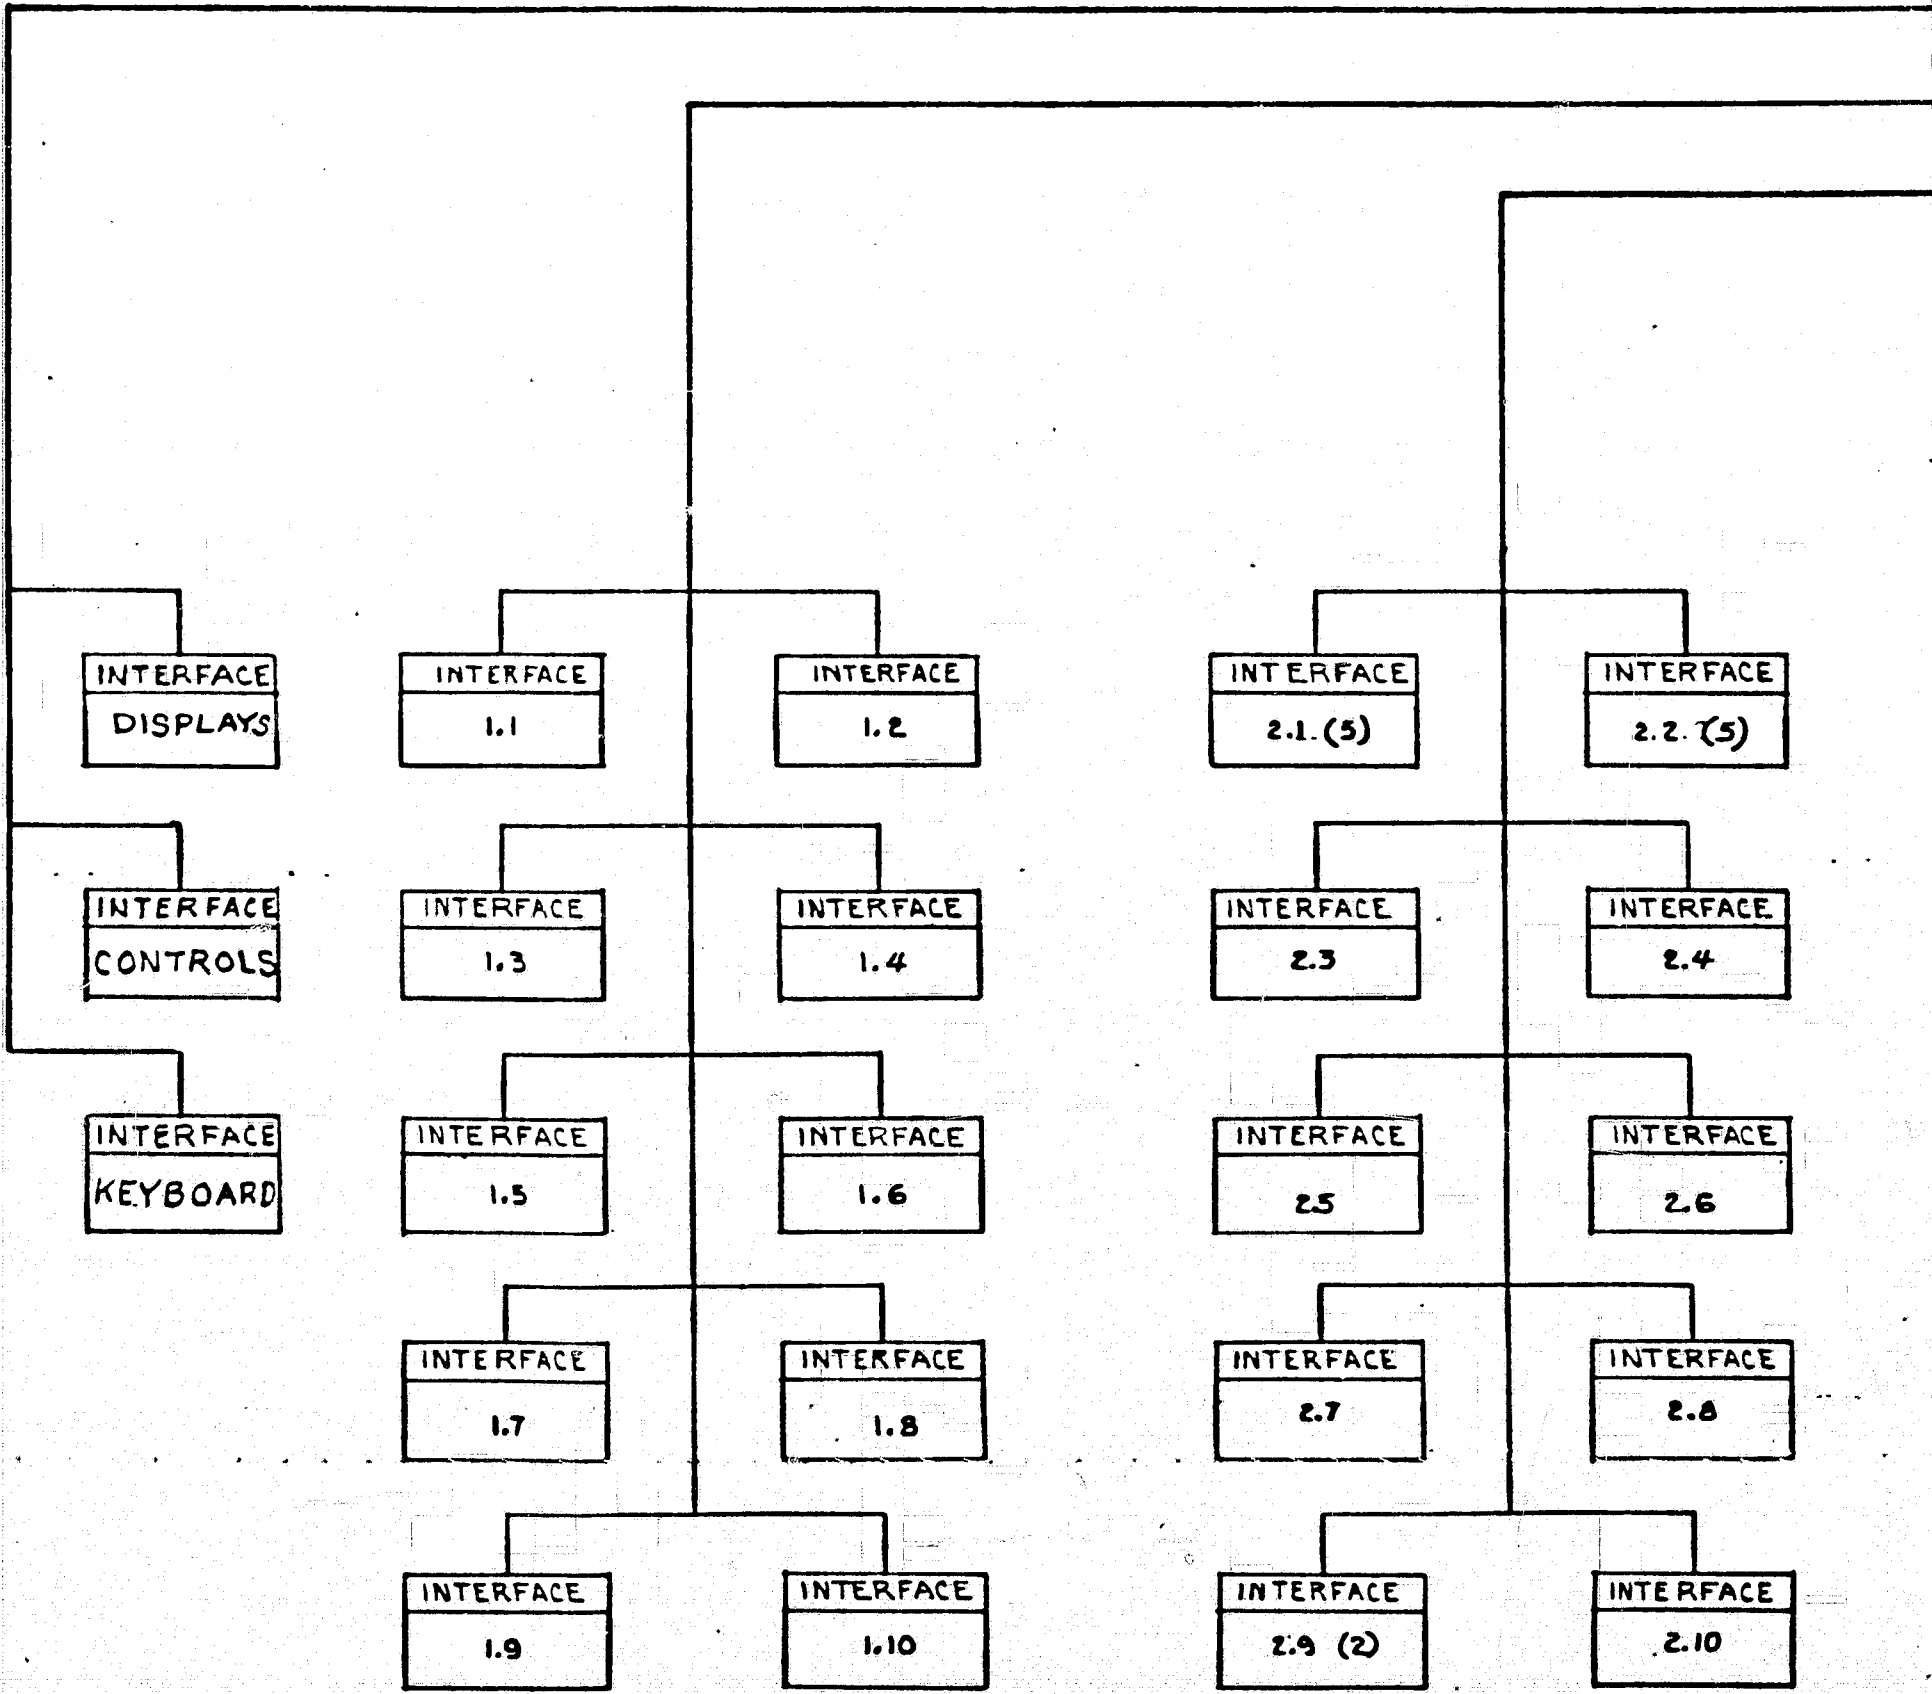 INTERFACE
DISPLAYS
INTERFACE
1.1
INTERFACE
1.2
INTERFACE
2.1.(5)
INTERFACE
2.2.(5)
INTERFACE
CONTROLS
INTERFACE
1.3
INTERFACE
1.4
INTERFACE
2.3
INTERFACE
2.4
INTERFACE
KEYBOARD
INTERFACE
1.5
INTERFACE
1.6
INTERFACE
25
INTERFACE
2.6
INTERFACE
1.7
INTERFACE
1.8
INTERFACE
2.7
INTERFACE
2.8
INTERFACE
1.9
INTERFACE
1.10
INTERFACE
2.9 (2)
INTERFACE
2.10